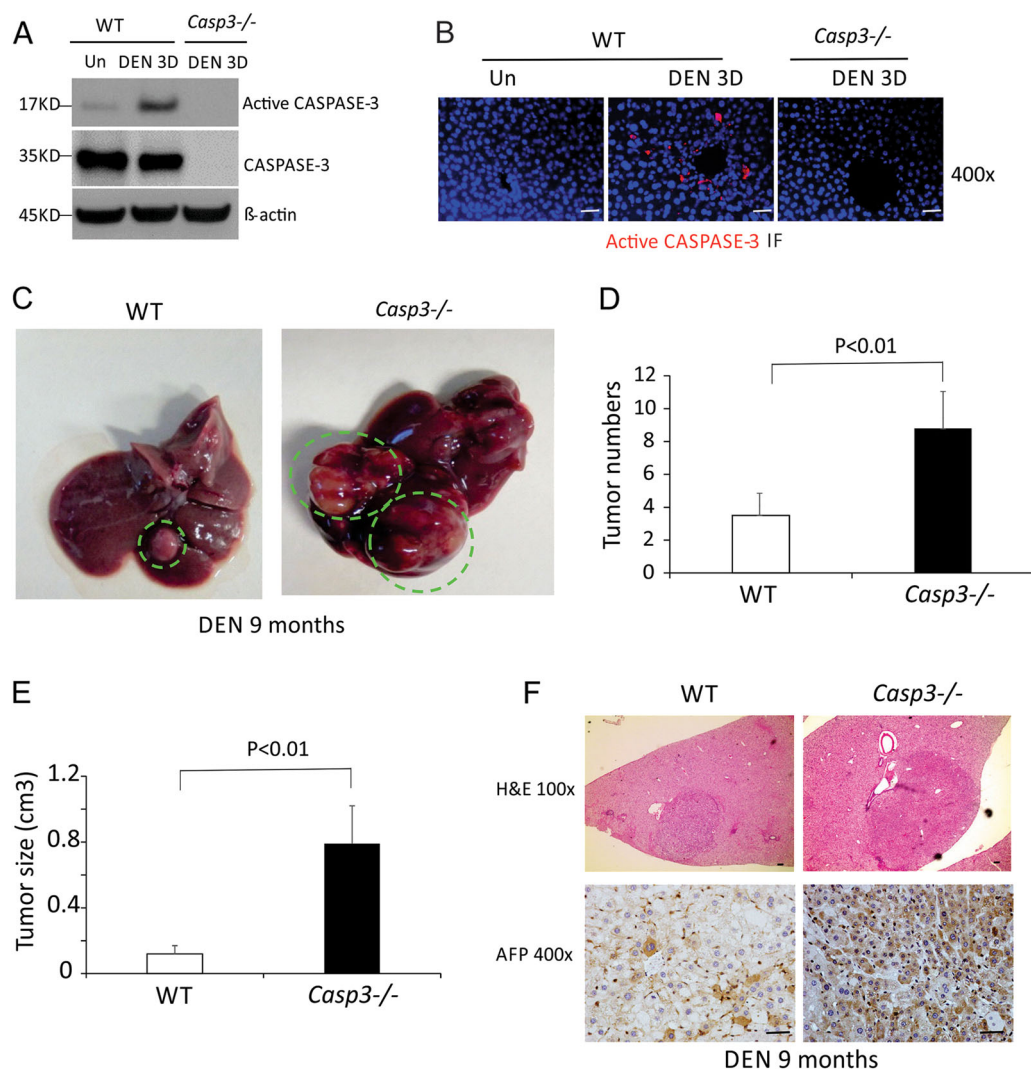 A
WT
Casp3-/-
Un
DEN 3D
DEN 3D
17KD
Active CASPASE-3
35KD
CASPASE-3
45KD
ß-actin
B
WT
Casp3-/-
Un
DEN 3D
DEN 3D
400x
Active CASPASE-3 IF
C
WT
Casp3-/-
DEN 9 months
D
P<0.01
Tumor numbers
12
10
8
6
4
2
0
WT
Casp3-/-
E
P<0.01
Tumor size (cm3)
1.2
0.8
0.4
0
WT
Casp3-/-
F
WT
Casp3-/-
H&E 100x
AFP 400x
DEN 9 months